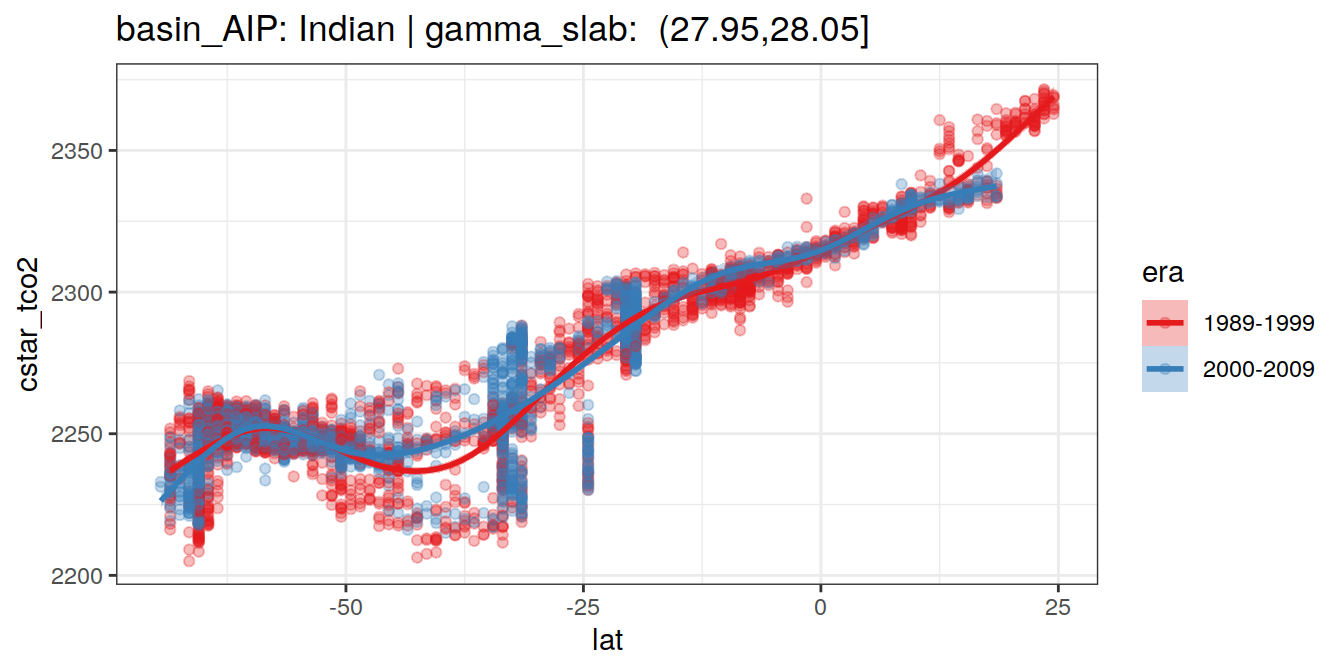 basin_AIP: Indian | gamma_slab:  (27.95,28.05]
cstar_tco2
2350
2300
2250
2200
-50
-25
0
25
lat
era
1989-1999
2000-2009